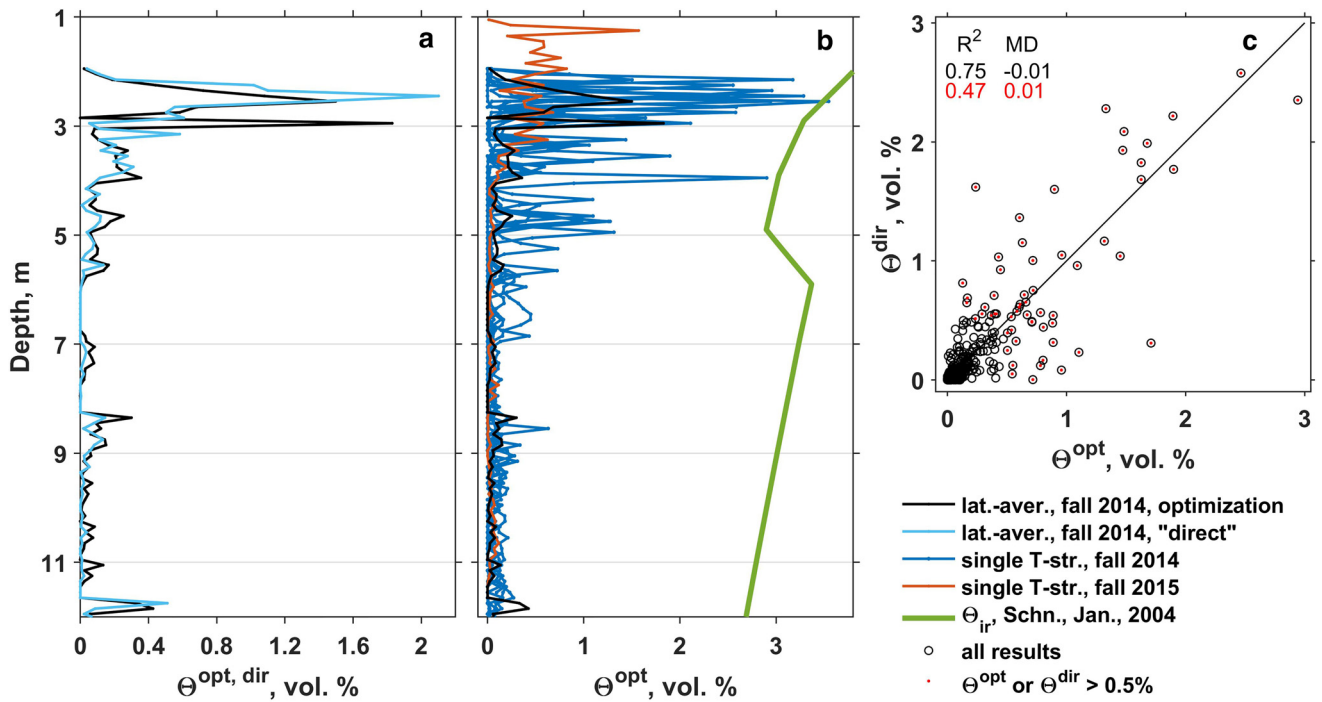 a
1
3
5
7
9
11
Depth, m
0 0.4 0.8 1.2 1.6 2
Θopt, dir, vol. %
b
0 1 2 3
Θopt, vol. %
c
R2 MD
0.75 -0.01
0.47 0.01
3
2
1
0
Θdir, vol. %
0 1 2 3
Θopt, vol. %
lat.-aver., fall 2014, optimization
lat.-aver., fall 2014, "direct"
single T-str., fall 2014
single T-str., fall 2015
Θir, Schn., Jan., 2004
all results
Θopt or Θdir > 0.5%